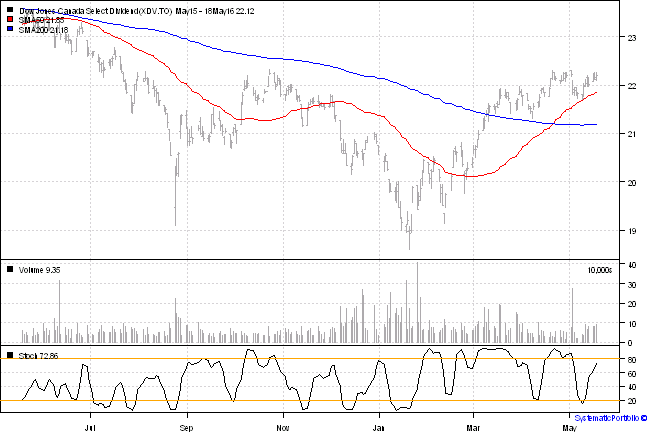 Dow Jones Canada Select Dividend(XDV.TO) May15 - 18May16 22.12
SMA50 21.85
SMA200 21.18
23
22
21
20
19
Volume 9.35
10,000s
40
30
20
10
0
Stoch 72.86
80
60
40
20
Jul Sep Nov Jan Mar May
SystematicPortfolio ©